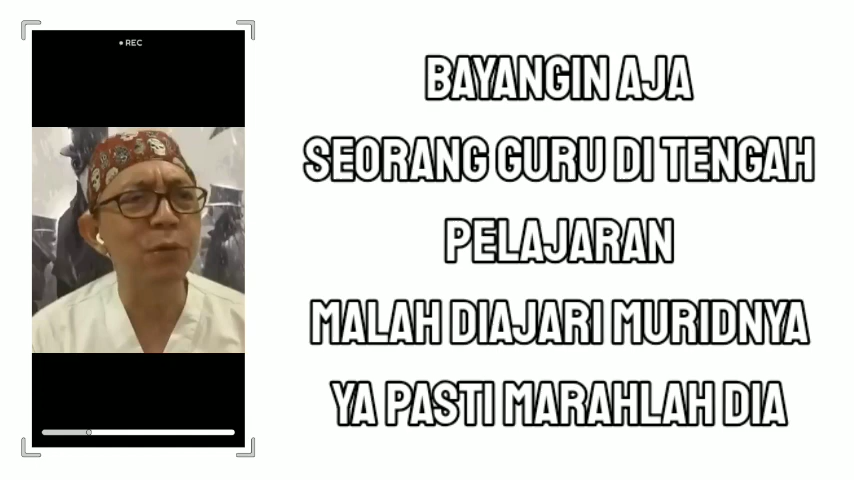 REC
BAYANGIN AJA
SEORANG GURU DI TENGAH
PELAJARAN
MALAH DIAJARI MURIDNYA
YA PASTI MARAHLAH DIA